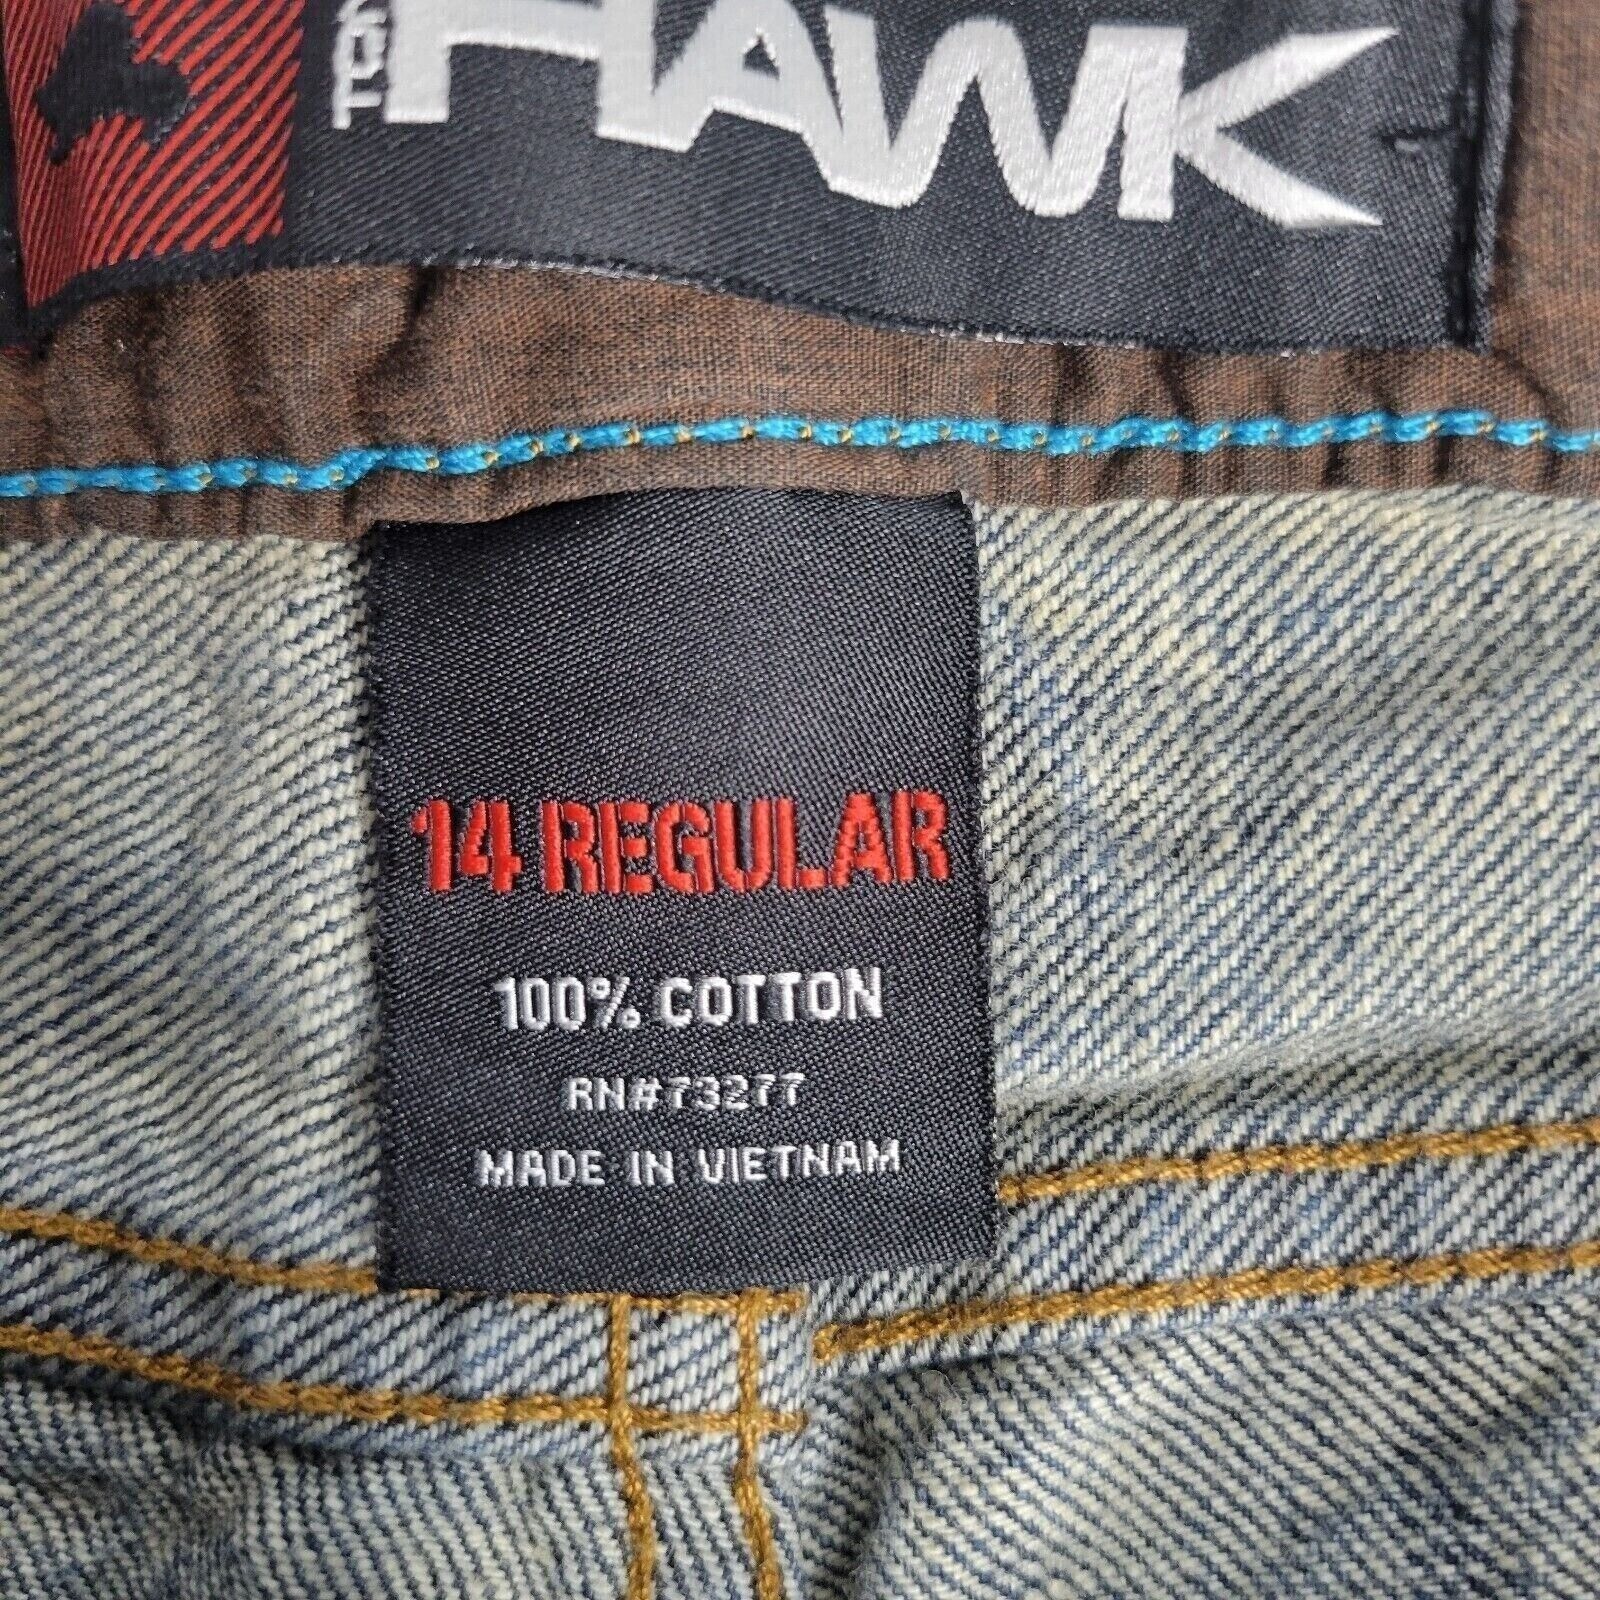 HAWK
14 REGULAR
100% COTTON
RN#73277
MADE IN VIETNAM